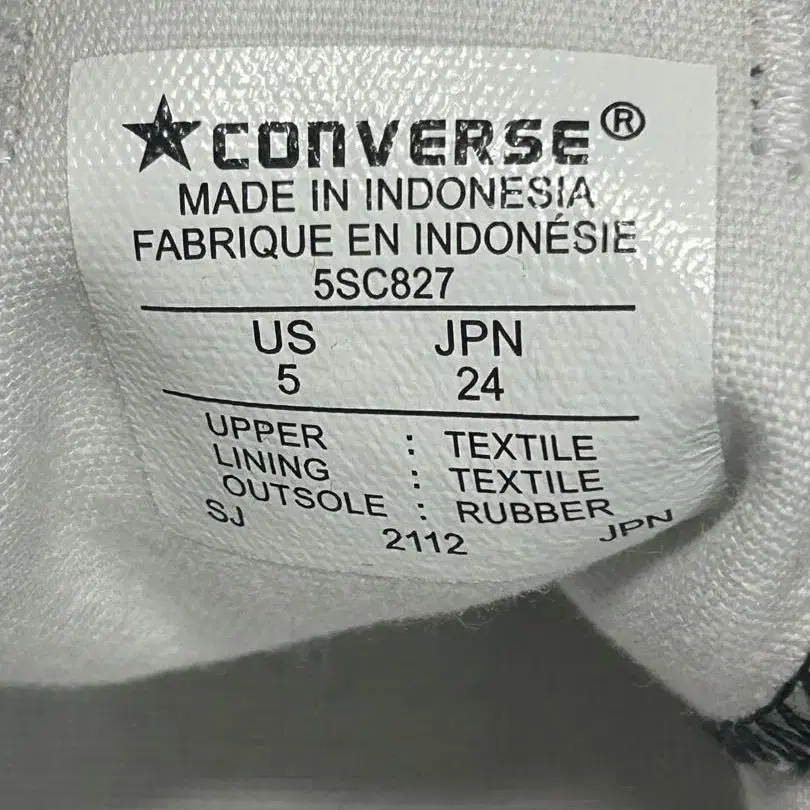 CONVERSE®
MADE IN INDONESIA
FABRIQUE EN INDONÉSIE
5SC827
US JPN
5 24
UPPER : TEXTILE
LINING : TEXTILE
OUTSOLE : RUBBER
SJ 2112 JPN